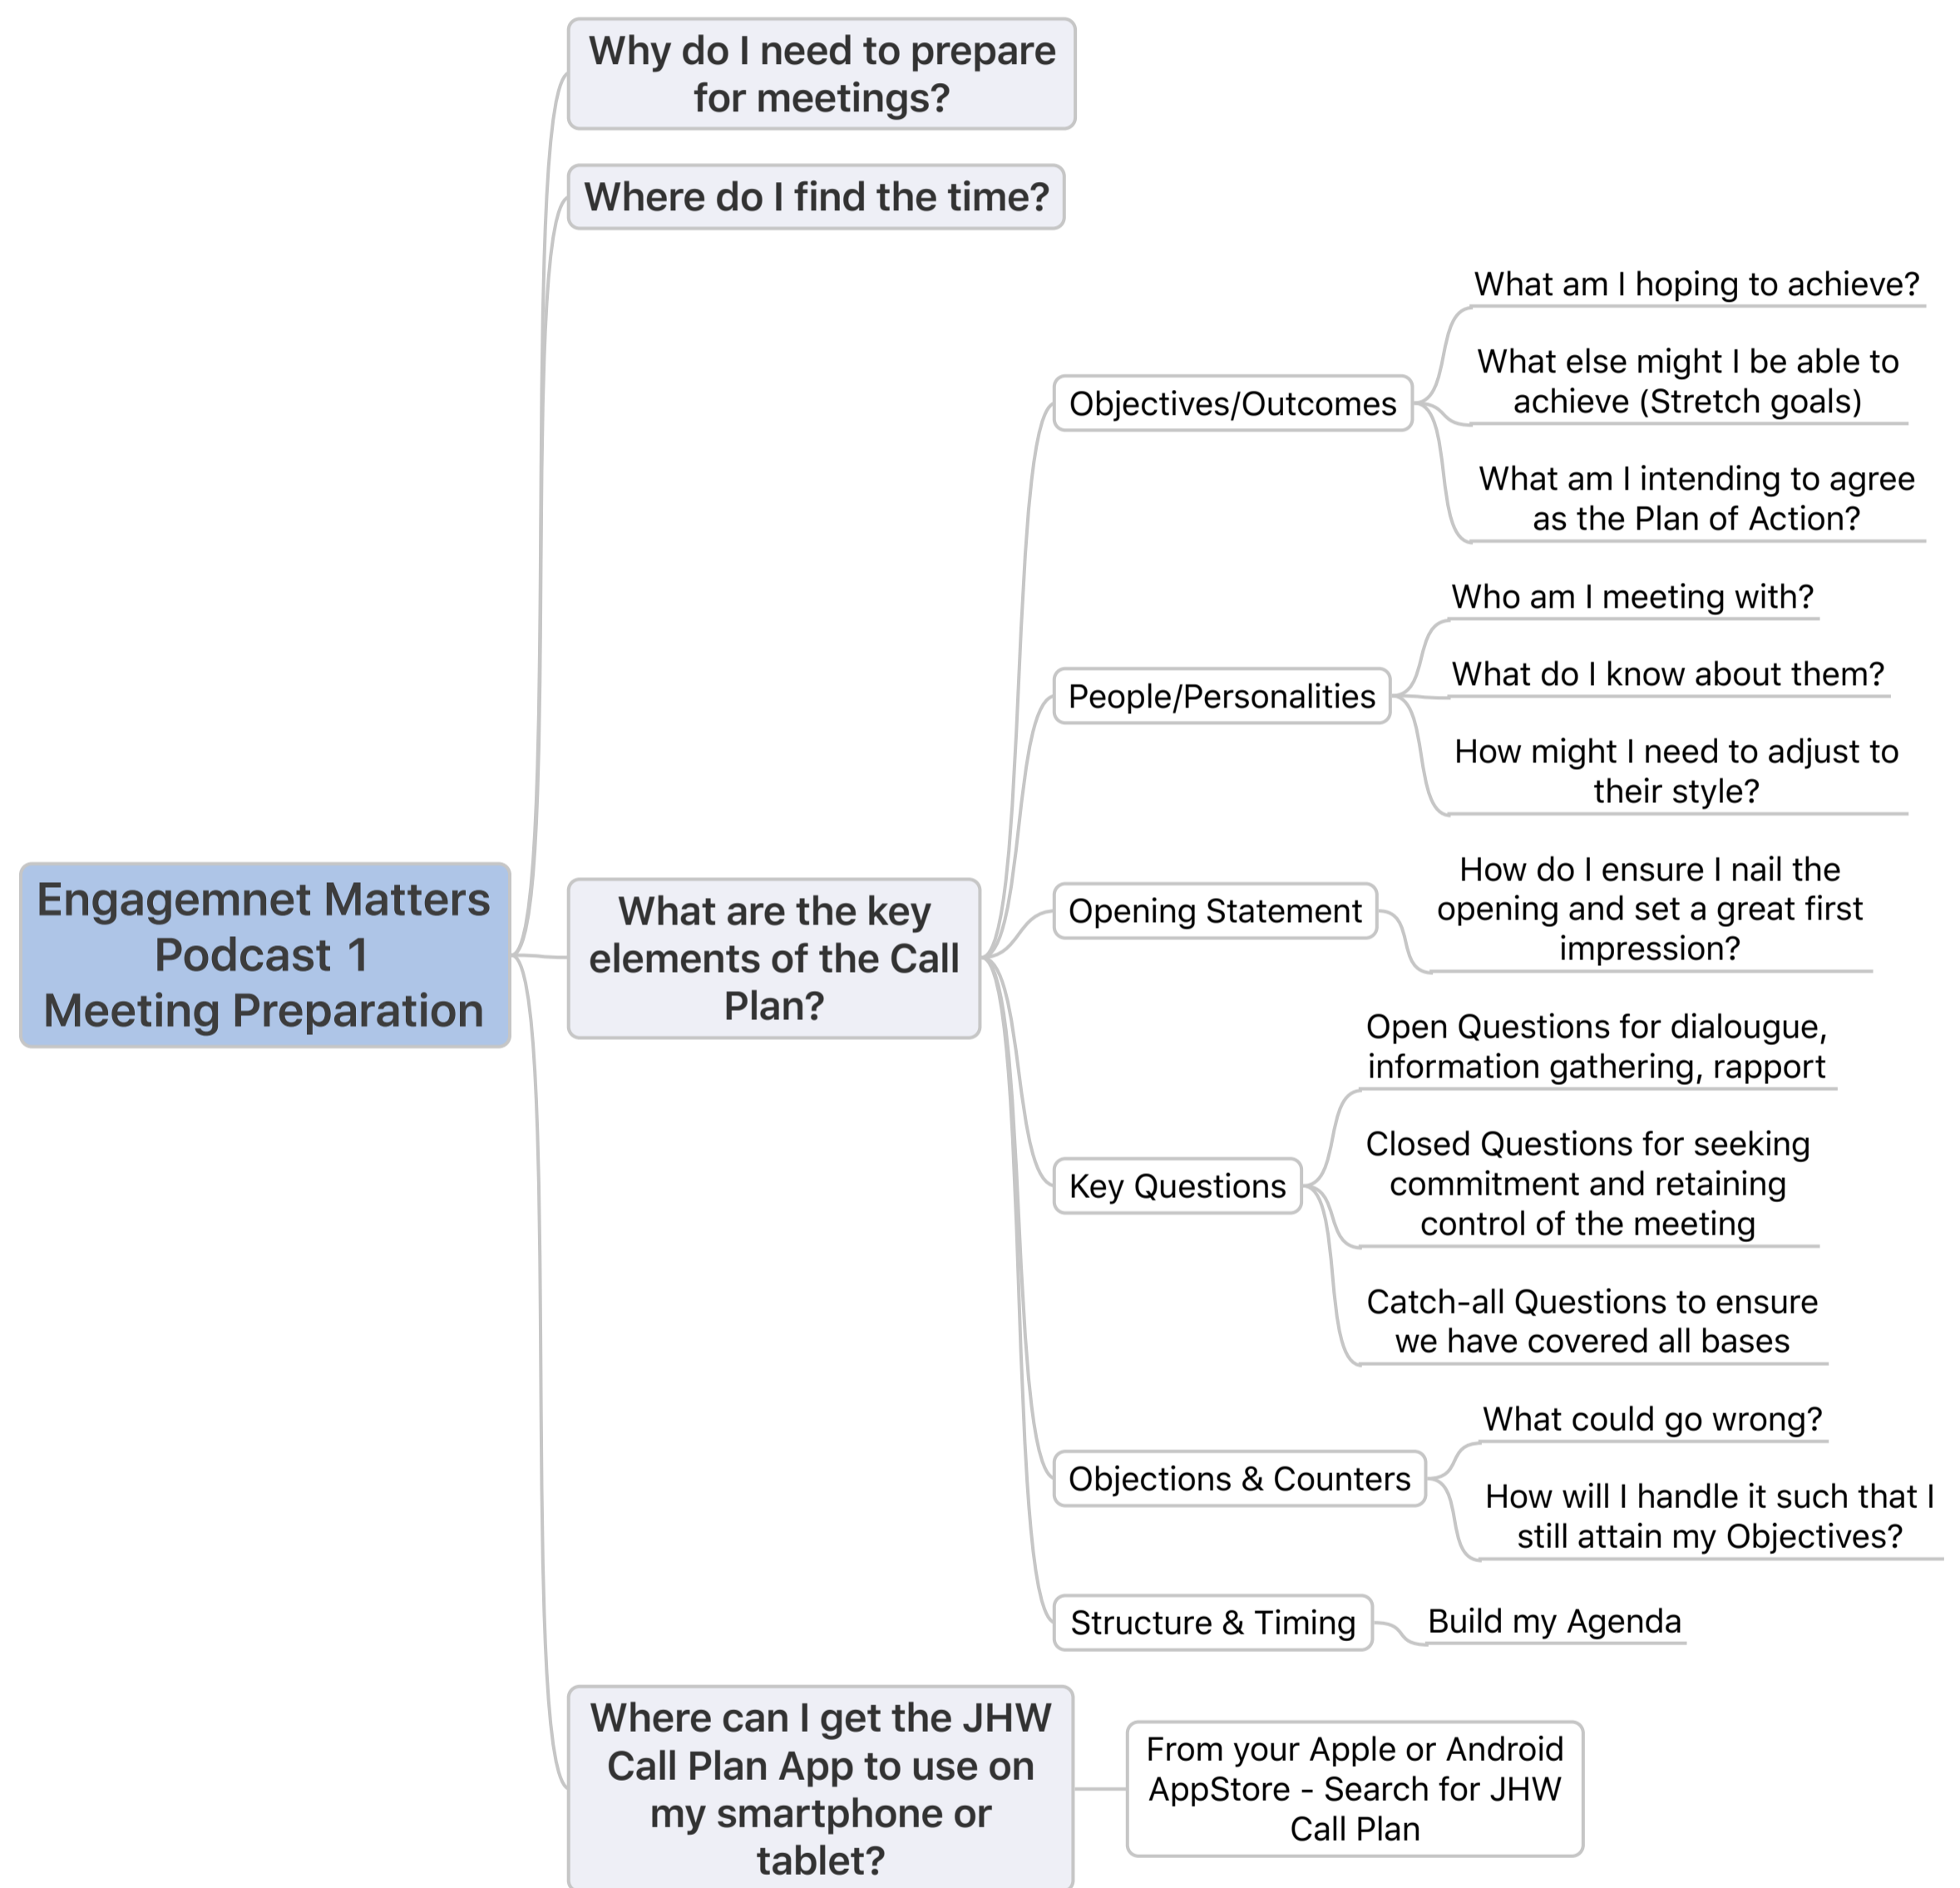 Why do I need to prepare
for meetings?
Where do I find the time?
What am I hoping to achieve?
What else might I be able to
achieve (Stretch goals)
Objectives/Outcomes
What am I intending to agree
as the Plan of Action?
Who am I meeting with?
What do I know about them?
People/Personalities
How might I need to adjust to
their style?
Engagemnet Matters
Podcast 1
Meeting Preparation
What are the key
elements of the Call
Plan?
Opening Statement
How do I ensure I nail the
opening and set a great first
impression?
Open Questions for dialougue,
information gathering, rapport
Key Questions
Closed Questions for seeking
commitment and retaining
control of the meeting
Catch-all Questions to ensure
we have covered all bases
What could go wrong?
Objections & Counters
How will I handle it such that I
still attain my Objectives?
Structure & Timing
Build my Agenda
Where can I get the JHW
Call Plan App to use on
my smartphone or
tablet?
From your Apple or Android
AppStore - Search for JHW
Call Plan